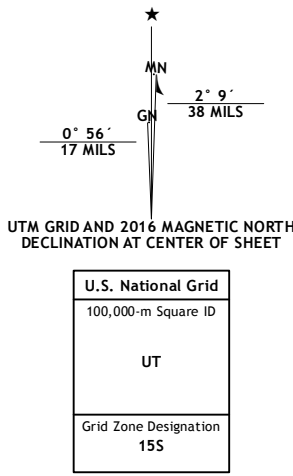 ★
MN
2° 9´
38 MILS
GN
0° 56´
17 MILS
UTM GRID AND 2016 MAGNETIC NORTH
DECLINATION AT CENTER OF SHEET
U.S. National Grid
100,000-m Square ID
UT
Grid Zone Designation
15S